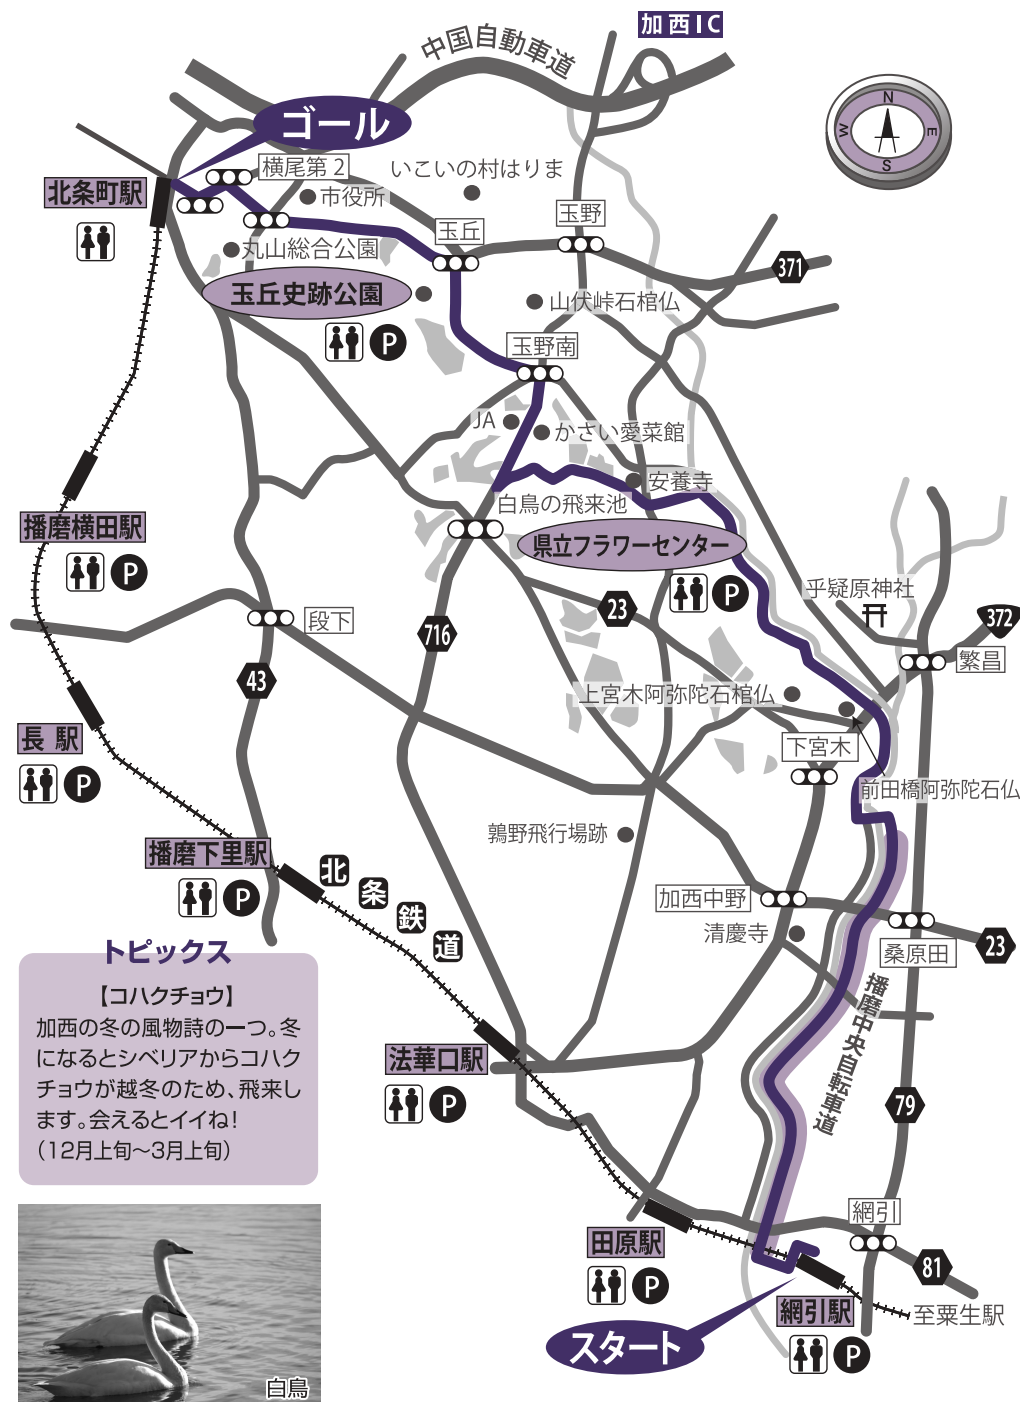 加西IC
中国自動車道
N
E
S
W
ゴール
横尾第2
いこいの村はりま
北条町駅
市役所
玉野
玉丘
丸山総合公園
371
玉丘史跡公園
山伏峠石棺仏
P
玉野南
JA
かさい愛菜館
安養寺
白鳥の飛来池
播磨横田駅
県立フラワーセンター
P
P
乎疑原神社
23
372
段下
716
繁昌
43
上宮木阿弥陀石棺仏
長駅
下宮木
P
前田橋阿弥陀石仏
鶉野飛行場跡
播磨下里駅
北条鉄道
P
加西中野
清慶寺
桑原田
23
トピックス
【コハクチョウ】
加西の冬の風物詩の一つ。冬
になるとシベリアからコハク
チョウが越冬のため、飛来し
ます。会えるとイイね!
(12月上旬〜3月上旬)
播磨中央自転車道
法華口駅
P
79
網引
田原駅
P
81
網引駅
至粟生駅
スタート
P
白鳥